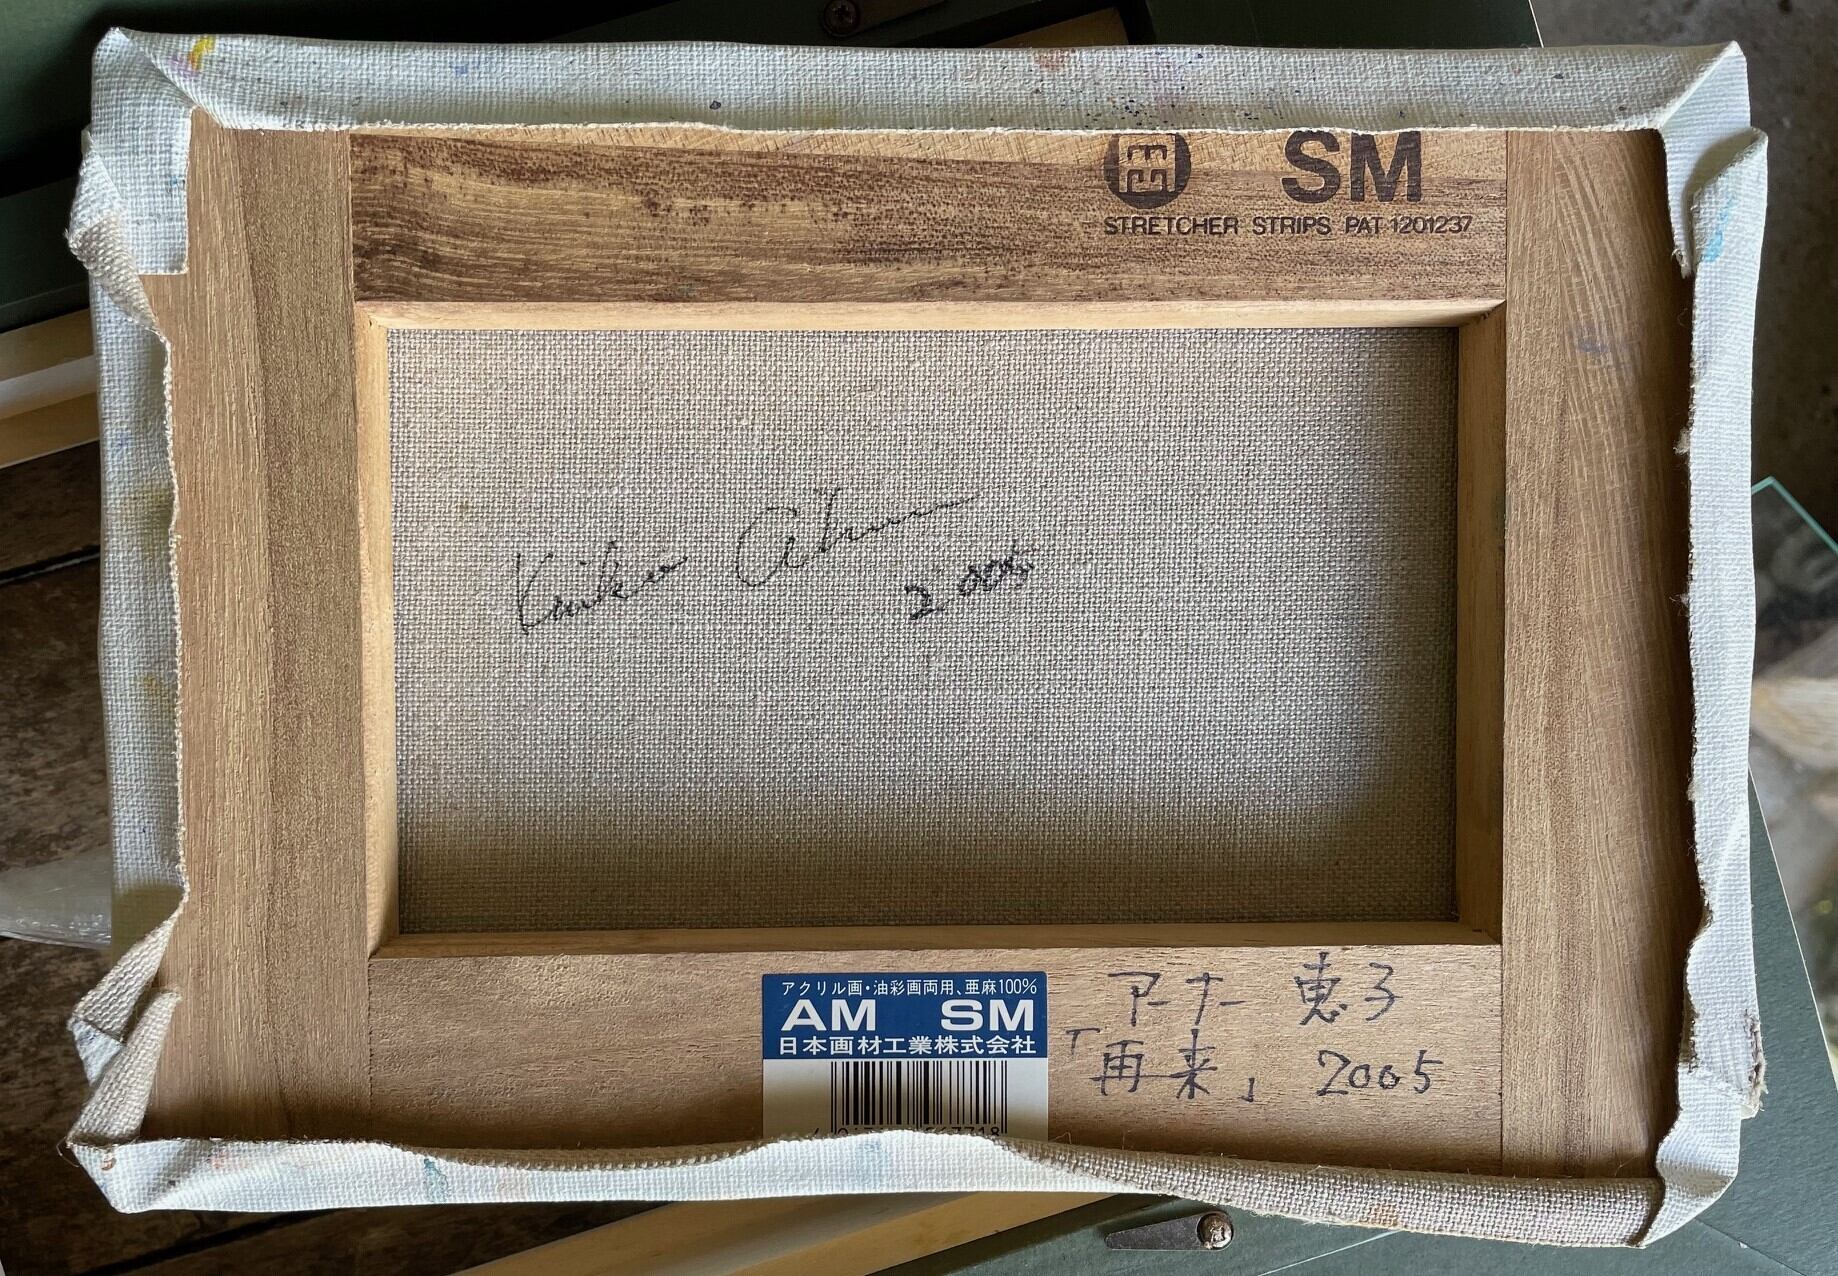 SM
STRETCHER STRIPS PAT 1201237
Keiko
2005
アクリル画・油彩画両用、亜麻100%
AM SM
日本画材工業株式会社
アーナー 恵子
「再来」 2005